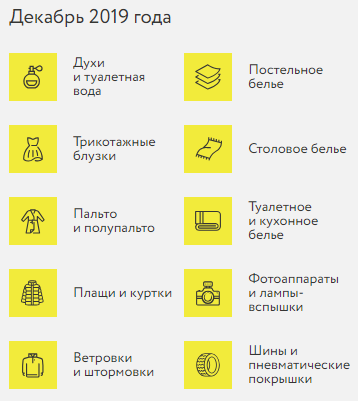 Декабрь 2019 года
Духи
и туалетная
вода
Постельное
белье
Трикотажные
блузки
Столовое белье
Пальто
и полупальто
Туалетное
и кухонное
белье
Плащи и куртки
Фотоаппараты
и лампы-
вспышки
Ветровки
и штормовки
Шины и
пневматические
покрышки